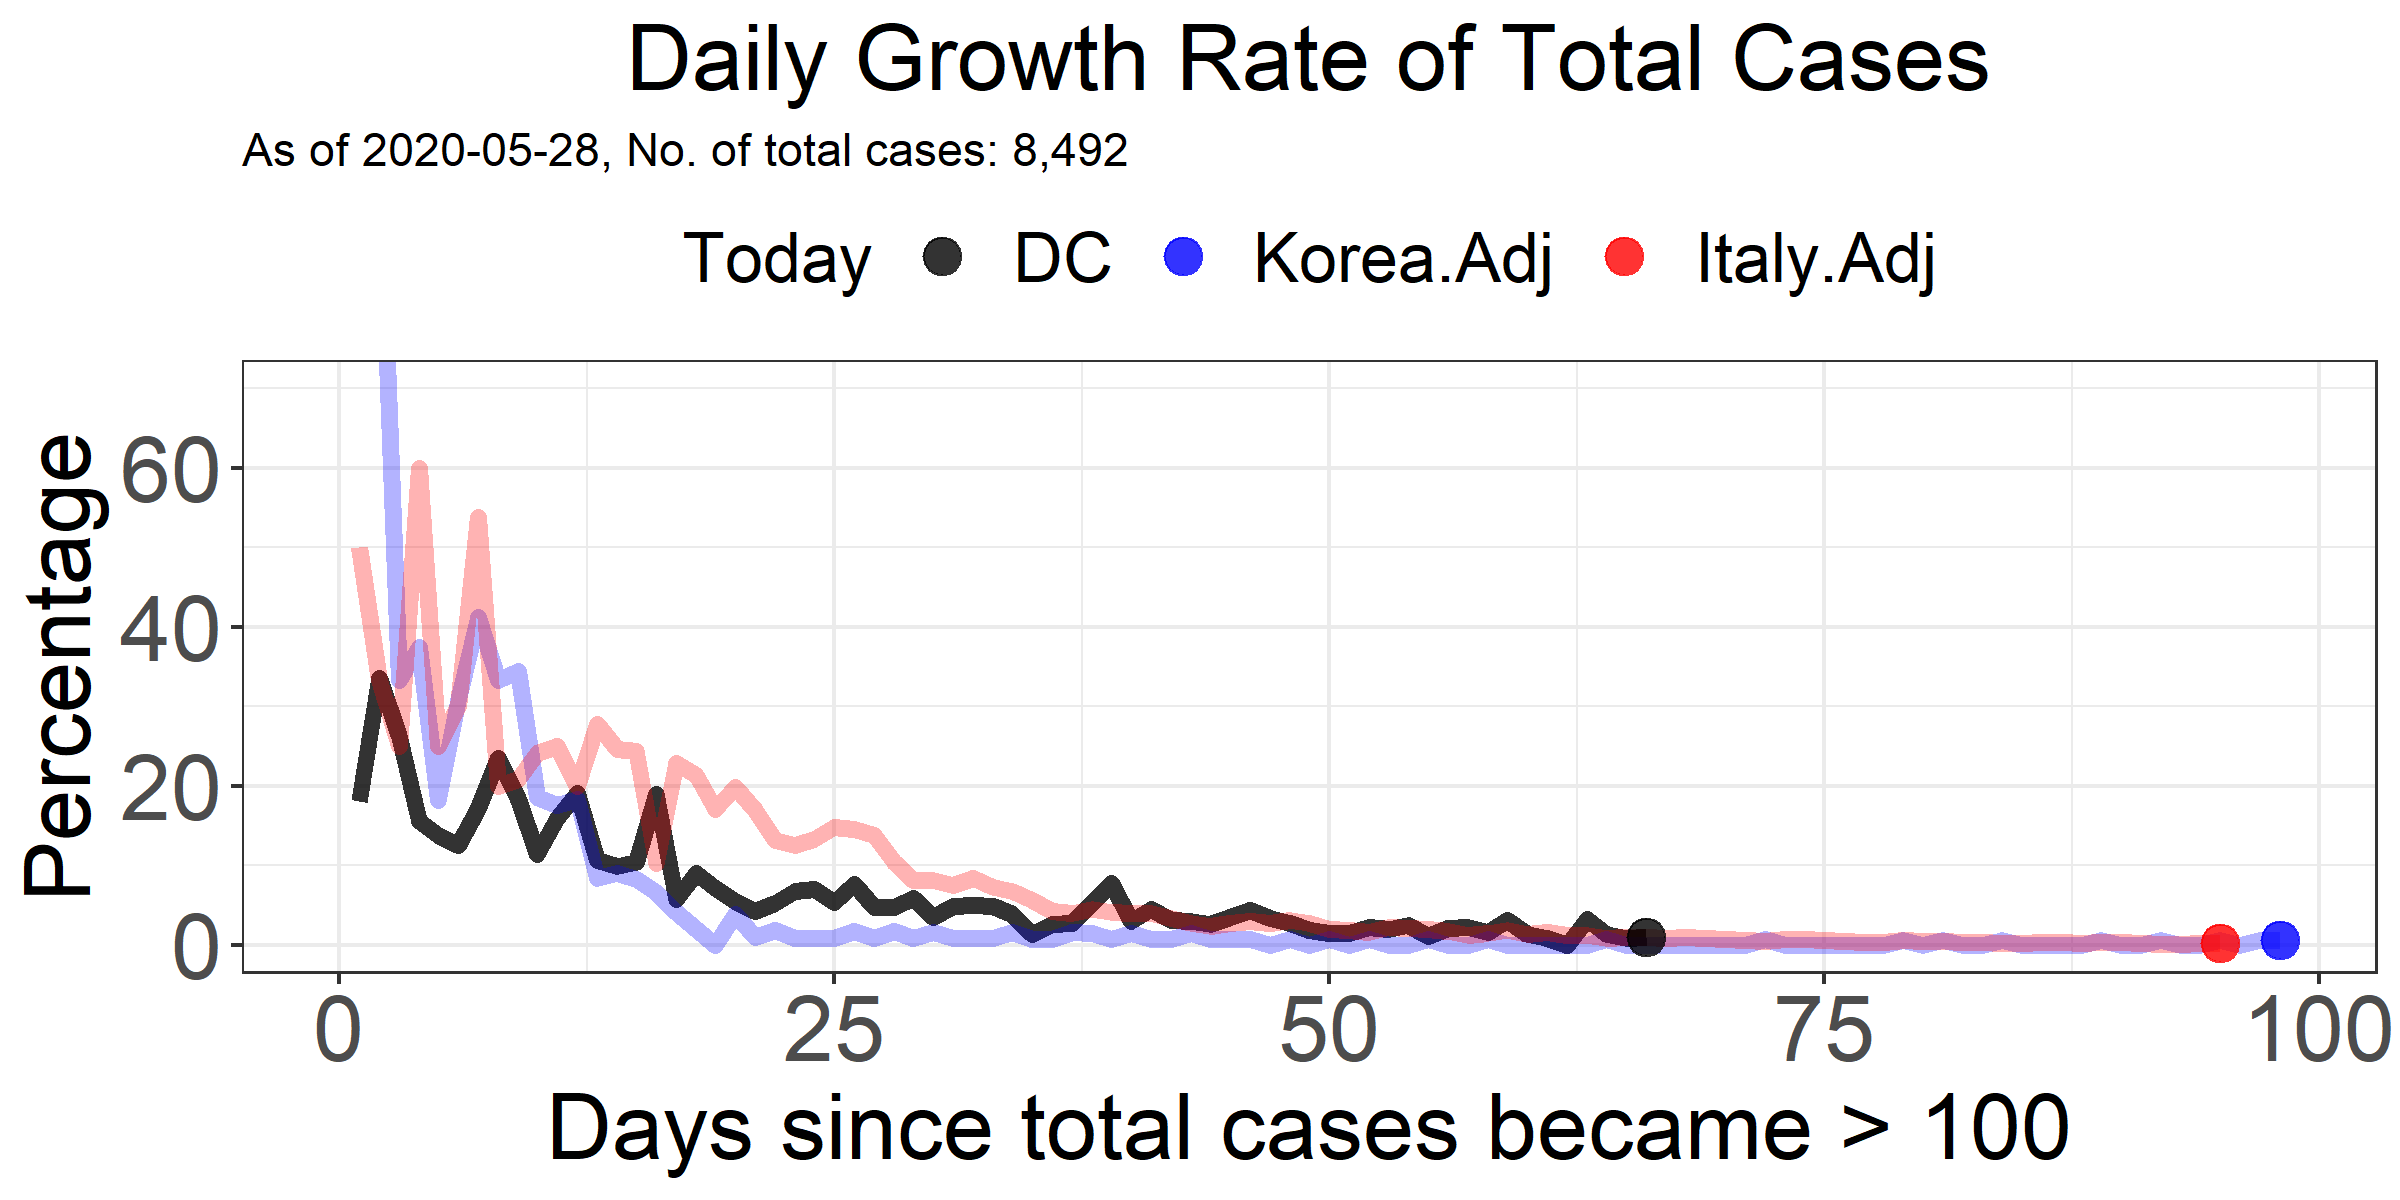 Daily Growth Rate of Total Cases
As of 2020-05-28, No. of total cases: 8,492
Today DC Korea.Adj Italy.Adj
Percentage
60
40
20
0
0 25 50 75 100
Days since total cases became > 100